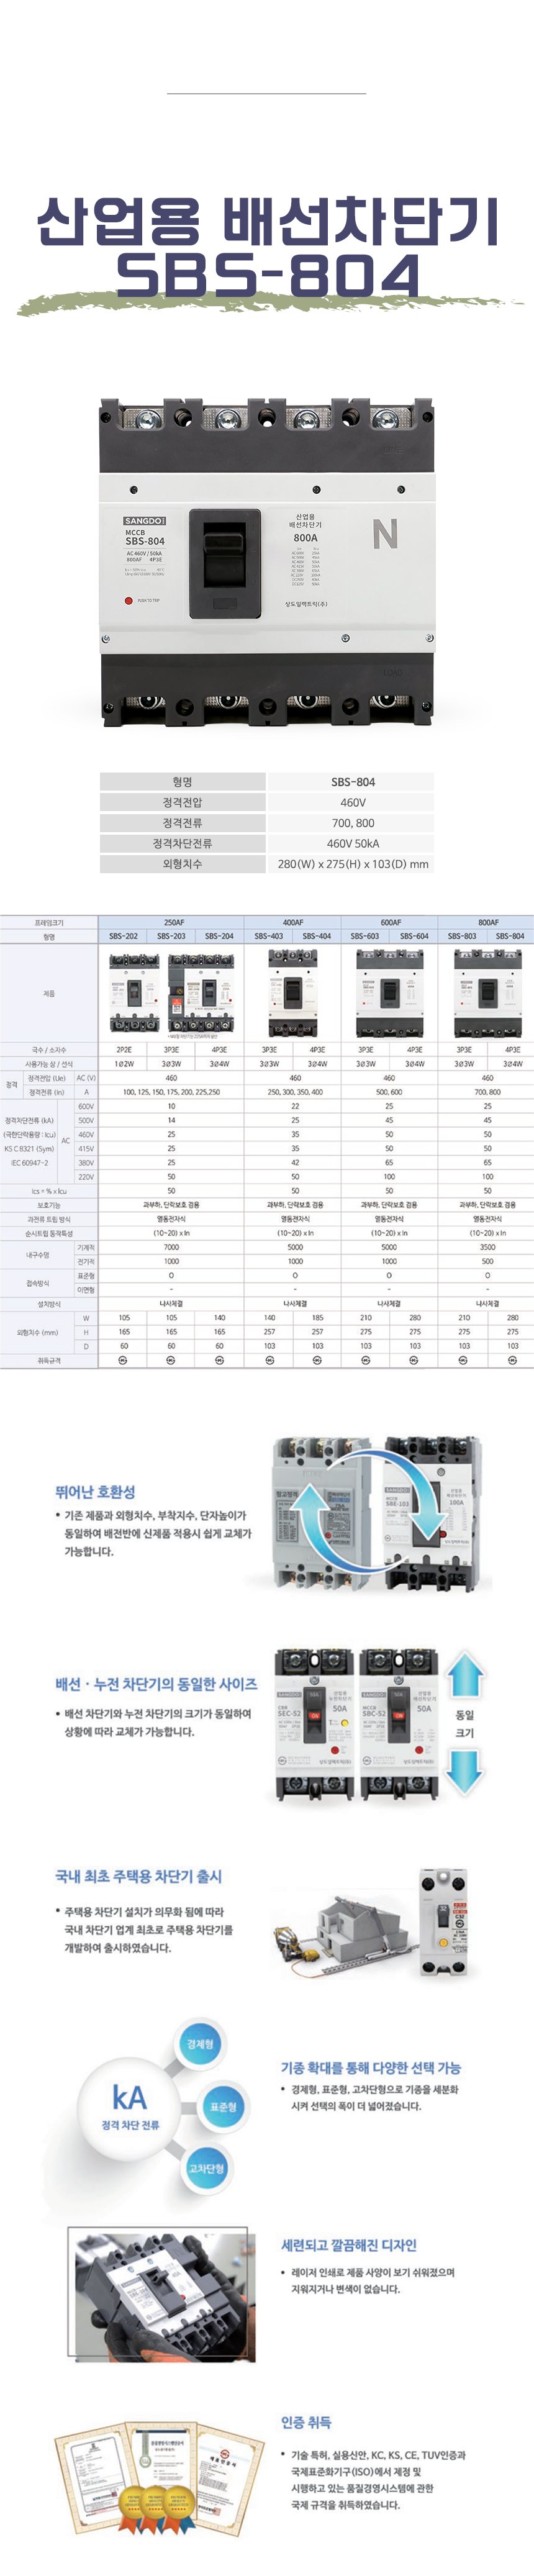 산업용 배선차단기
SBS-804
SANGDO
MCCB
SBS-804
AC 460V / 50kA
800AF 4P3E
PUSH TO TRIP
산업용
배선차단기
800A
N
상도일렉트릭(주)
형명 SBS-804
정격전압 460V
정격전류 700, 800
정격차단전류 460V 50kA
외형치수 280(W) x 275(H) x 103(D) mm
프레임크기 250AF 400AF 600AF 800AF
형명 SBS-202 SBS-203 SBS-204 SBS-403 SBS-404 SBS-603 SBS-604 SBS-803 SBS-804
제품
극수 / 소자수 2P2E 3P3E 4P3E 3P3E 4P3E 3P3E 4P3E 3P3E 4P3E
사용가능 상 / 선식 1Ø2W 3Ø3W 3Ø4W 3Ø3W 3Ø4W 3Ø3W 3Ø4W 3Ø3W 3Ø4W
정격 정격전압 (Ue) AC (V) 460 460 460 460
정격전류 (In) A 100, 125, 150, 175, 200, 225,250 250, 300, 350, 400 500, 600 700, 800
정격차단전류 (kA)
(극한단락용량 : Icu)
KS C 8321 (Sym)
IEC 60947-2
AC
600V 10 22 25 25
500V 14 25 45 45
460V 25 35 50 50
415V 25 35 50 50
380V 25 42 65 65
220V 50 50 100 100
Ics = % x Icu 50 50 50 50
보호기능 과부하, 단락보호 겸용 과부하, 단락보호 겸용 과부하, 단락보호 겸용 과부하, 단락보호 겸용
과전류 트립 방식 열동전자식 열동전자식 열동전자식 열동전자식
순시트립 동작특성 (10~20) x In (10~20) x In (10~20) x In (10~20) x In
내구수명 기계적 7000 5000 5000 3500
전기적 1000 1000 1000 500
접속방식 표준형 O O O O
이면형 - - - -
설치방식 나사체결 나사체결 나사체결 나사체결
외형치수 (mm) W 105 105 140 140 185 210 280 210 280
H 165 165 165 257 257 275 275 275 275
D 60 60 60 103 103 103 103 103 103
취득규격
뛰어난 호환성
• 기존 제품과 외형치수, 부착지수, 단자높이가
동일하여 배전반에 신제품 적용시 쉽게 교체가
가능합니다.
SANGDO
MCCB
SBE-103
100A
배선 · 누전 차단기의 동일한 사이즈
• 배선 차단기와 누전 차단기의 크기가 동일하여
상황에 따라 교체가 가능합니다.
SANGDO
SEC-52
50A
ON
SANGDO
MCCB
SBC-52
50A
ON
동일
크기
국내 최초 주택용 차단기 출시
• 주택용 차단기 설치가 의무화 됨에 따라
국내 차단기 업계 최초로 주택용 차단기를
개발하여 출시하였습니다.
32
C32
kA
정격 차단 전류
경제형
표준형
고차단형
기종 확대를 통해 다양한 선택 가능
• 경제형, 표준형, 고차단형으로 기종을 세분화
시켜 선택의 폭이 더 넓어졌습니다.
세련되고 깔끔해진 디자인
• 레이저 인쇄로 제품 사양이 보기 쉬워졌으며
지워지거나 변색이 없습니다.
인증 취득
• 기술 특허, 실용신안, KC, KS, CE, TUV인증과
국제표준화기구(ISO)에서 제정 및
시행하고 있는 품질경영시스템에 관한
국제 규격을 취득하였습니다.